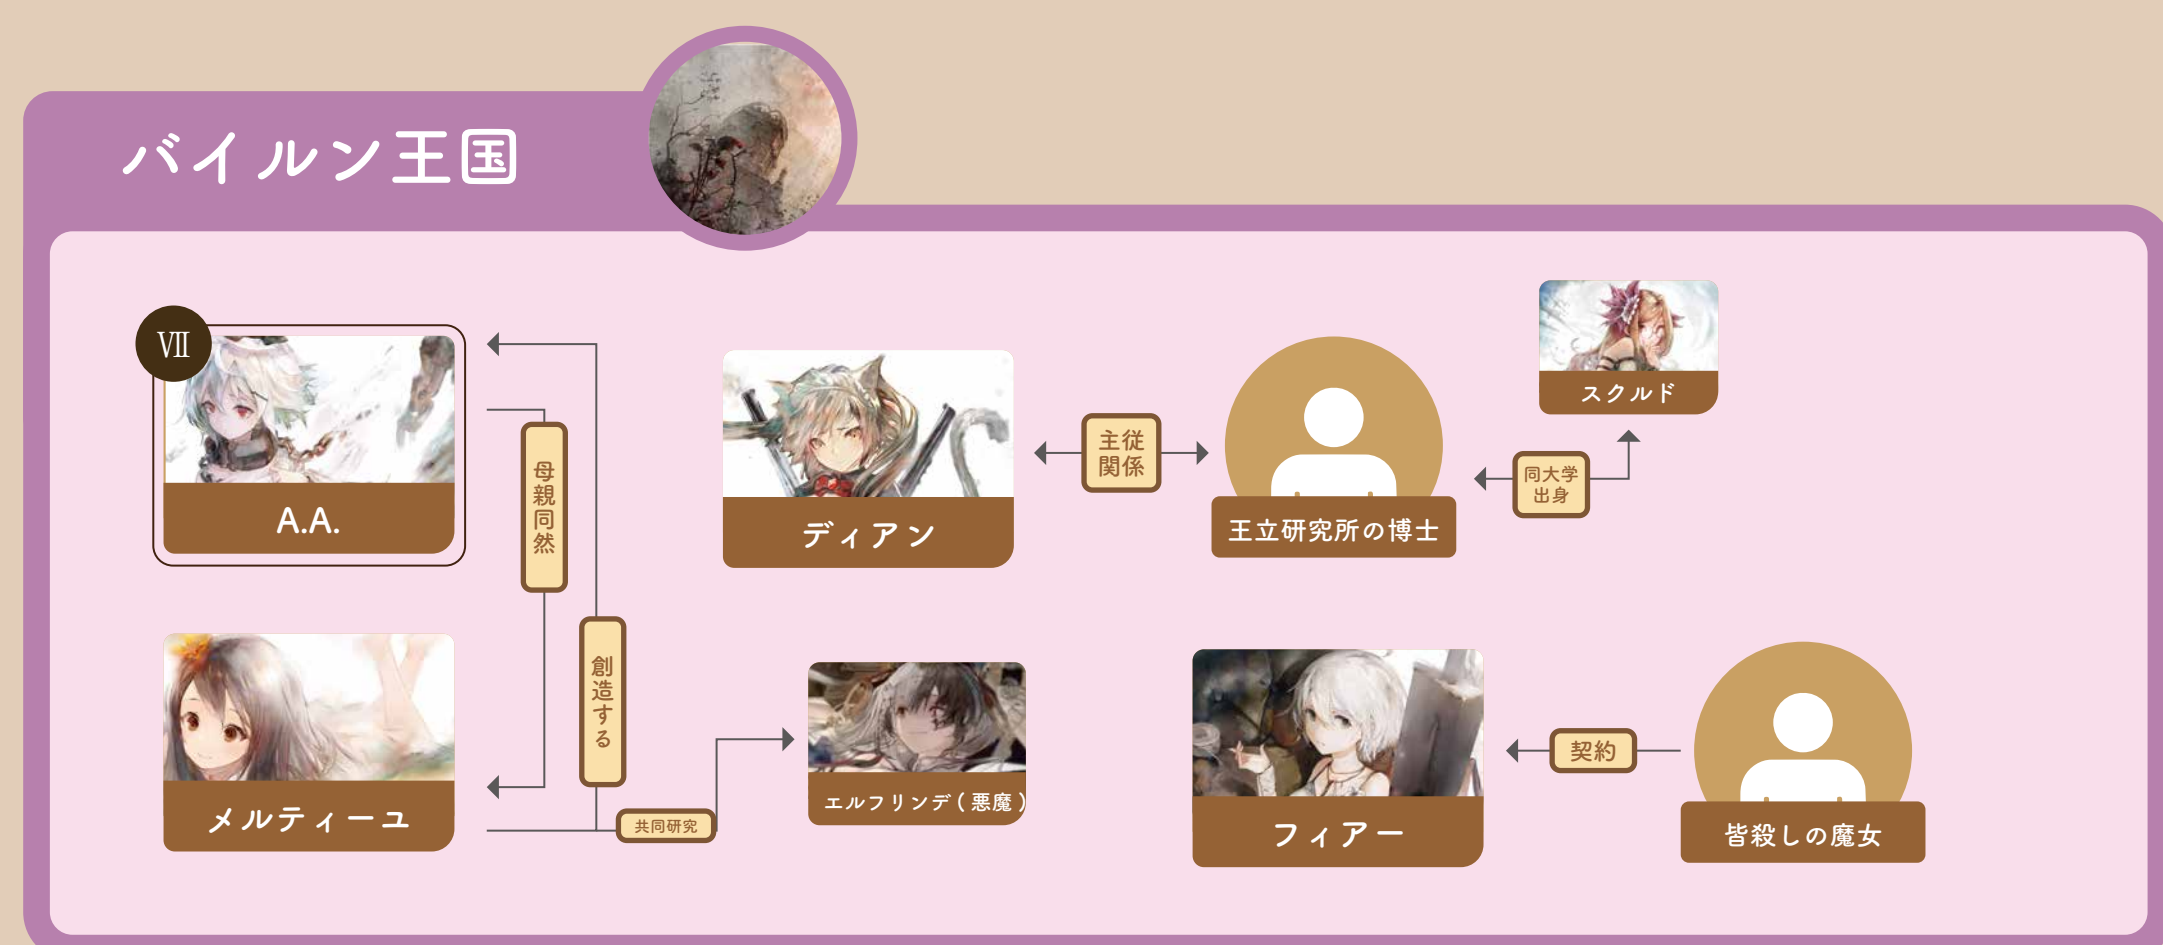 バイルン王国
Ⅶ
A.A.
母親同然
創造する
メルティーユ
共同研究
エルフリンデ(悪魔)
ディアン
主従
関係
王立研究所の博士
同大学
出身
スクルド
フィアー
契約
皆殺しの魔女